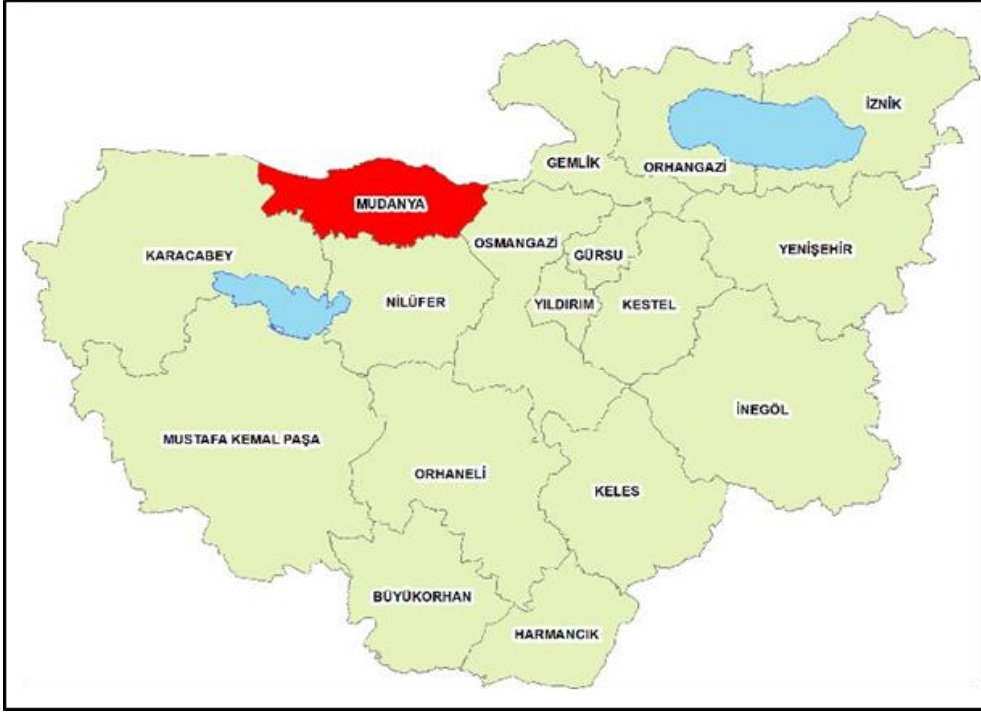 İZNİK
GEMLİK
ORHANGAZİ
MUDANYA
OSMANGAZİ
YENİŞEHİR
KARACABEY
GÜRSU
NİLÜFER
YILDIRIM
KESTEL
İNEGÖL
MUSTAFA KEMAL PAŞA
ORHANELİ
KELES
BÜYÜKORHAN
HARMANCIK